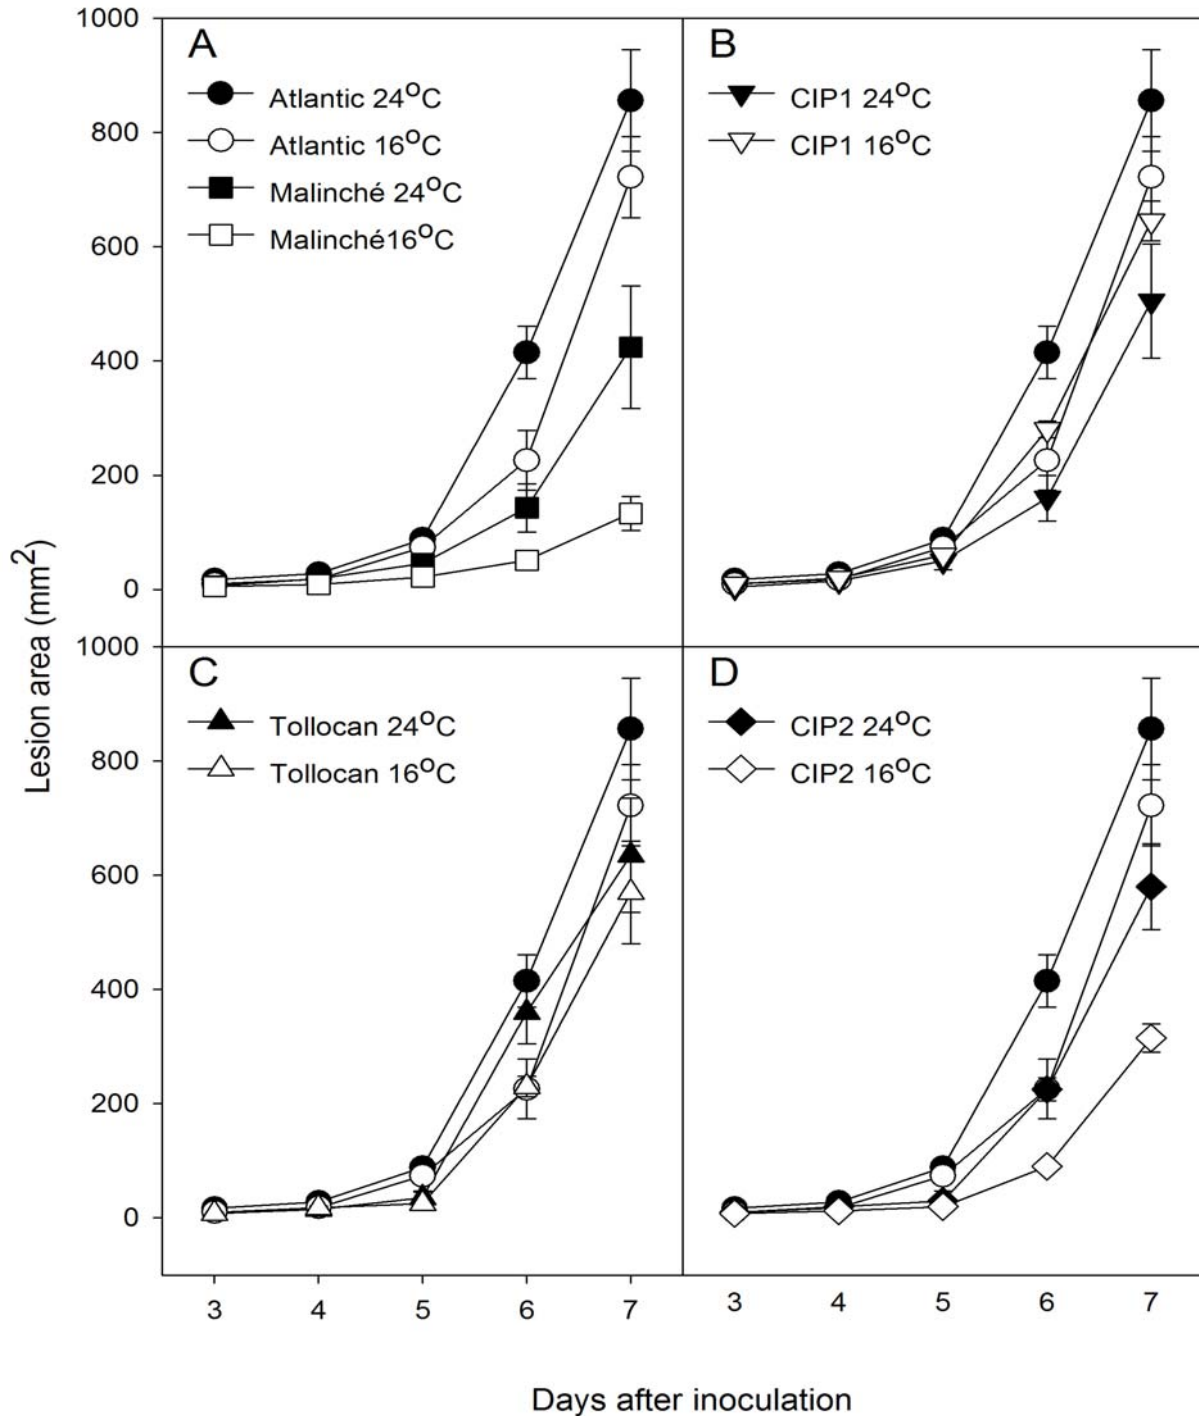 1000
800
600
400
200
0
A
Atlantic 24°C
Atlantic 16°C
Malinché 24°C
Malinché16°C
B
CIP1 24°C
CIP1 16°C
Lesion area (mm²)
1000
800
600
400
200
0
C
Tollocan 24°C
Tollocan 16°C
D
CIP2 24°C
CIP2 16°C
3 4 5 6 7
3 4 5 6 7
Days after inoculation